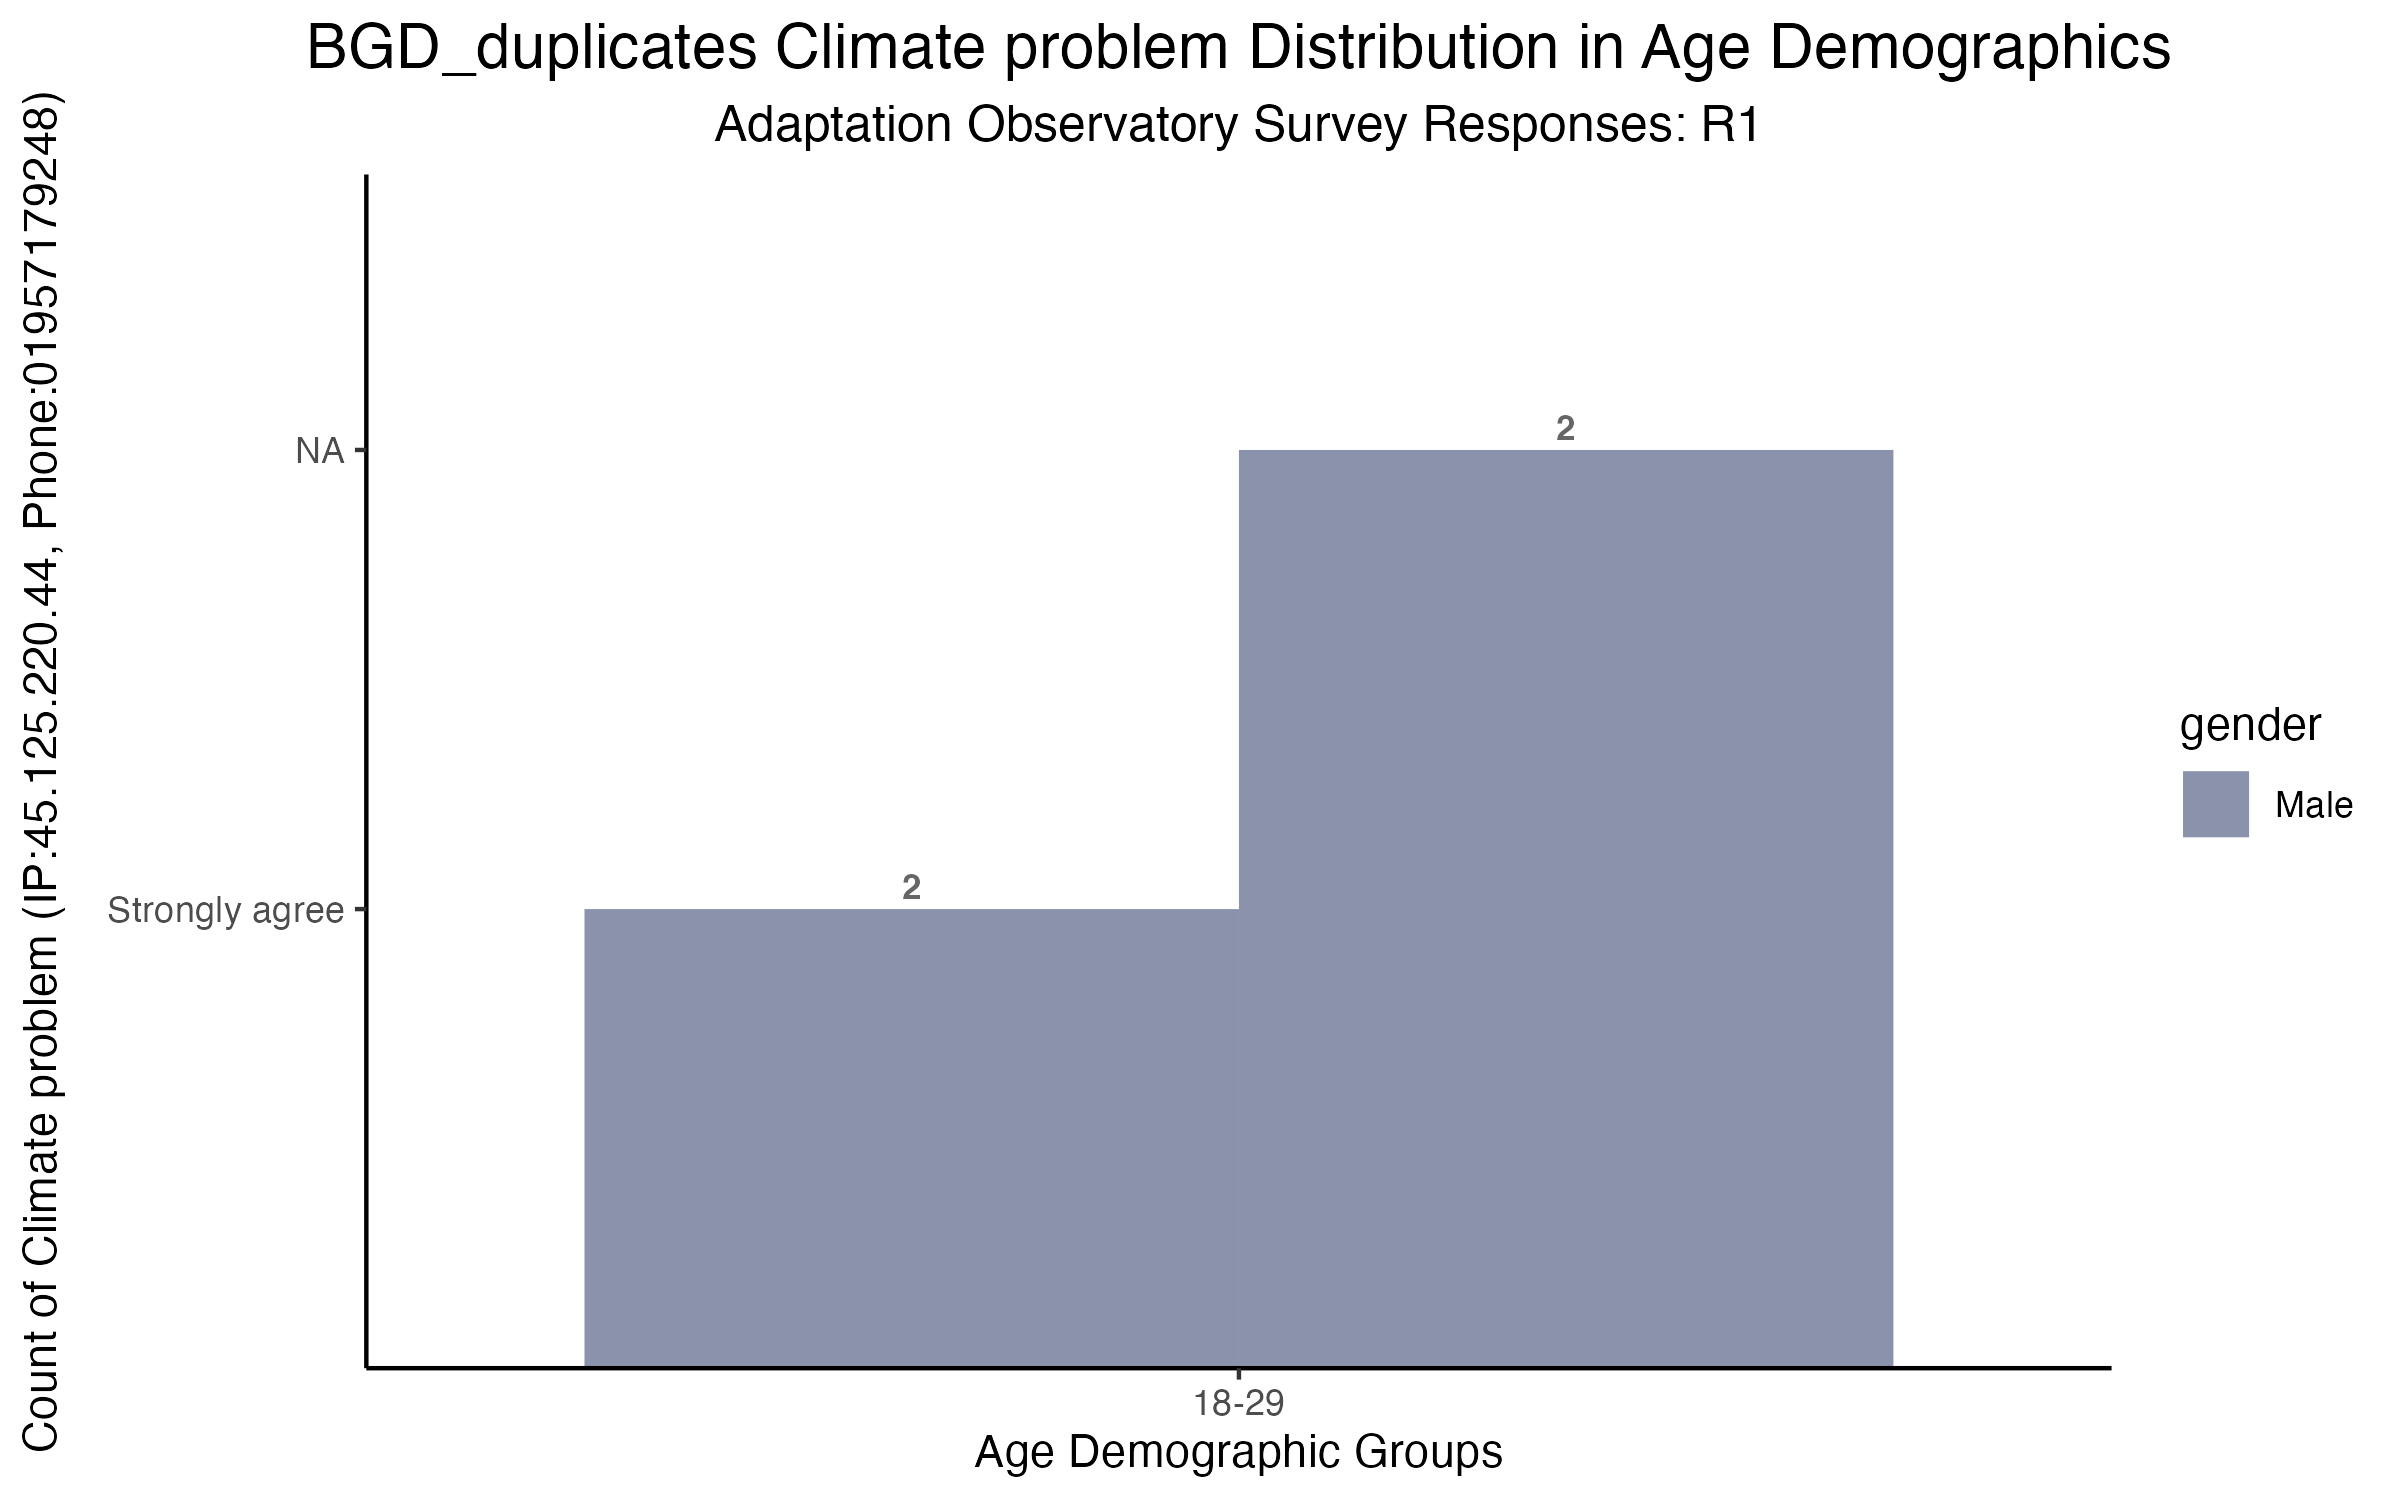 BGD_duplicates Climate problem Distribution in Age Demographics
Adaptation Observatory Survey Responses: R1
Count of Climate problem (IP:45.125.220.44, Phone:01957179248)
NA
Strongly agree
2
2
18-29
Age Demographic Groups
gender
Male